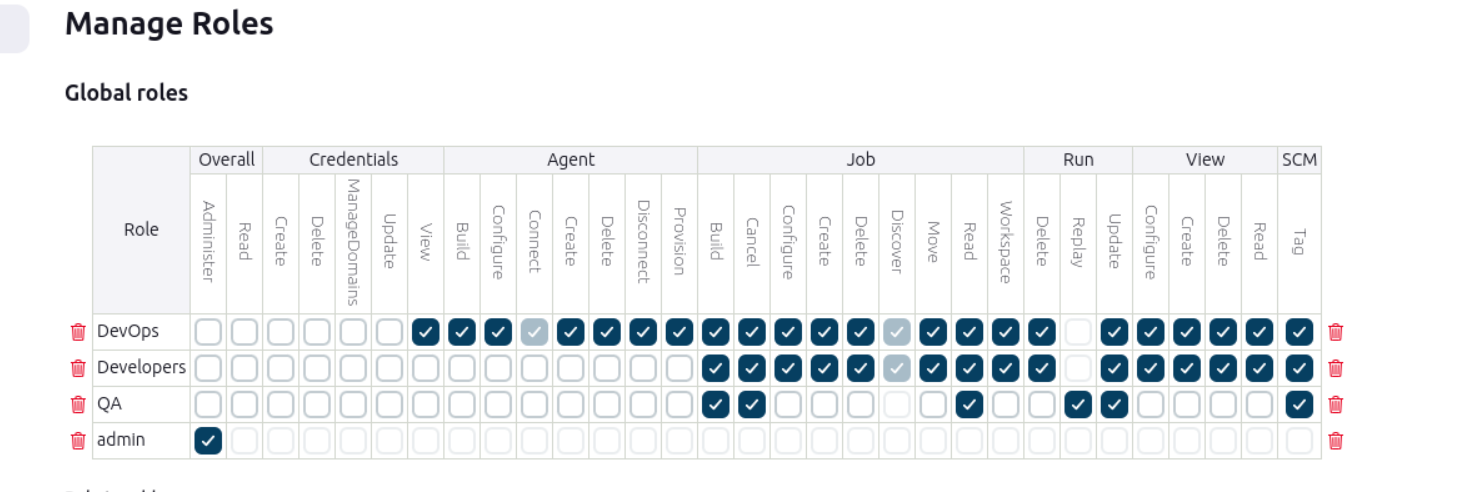 Manage Roles
Global roles
Role
Overall Credentials Agent Job Run View SCM
Administer Read Create Delete ManageDomains Update View Build Configure Connect Create Delete Disconnect Provision Build Cancel Configure Create Delete Discover Move Read Workspace Delete Replay Update Configure Create Delete Read Tag
DevOps
Developers
QA
admin